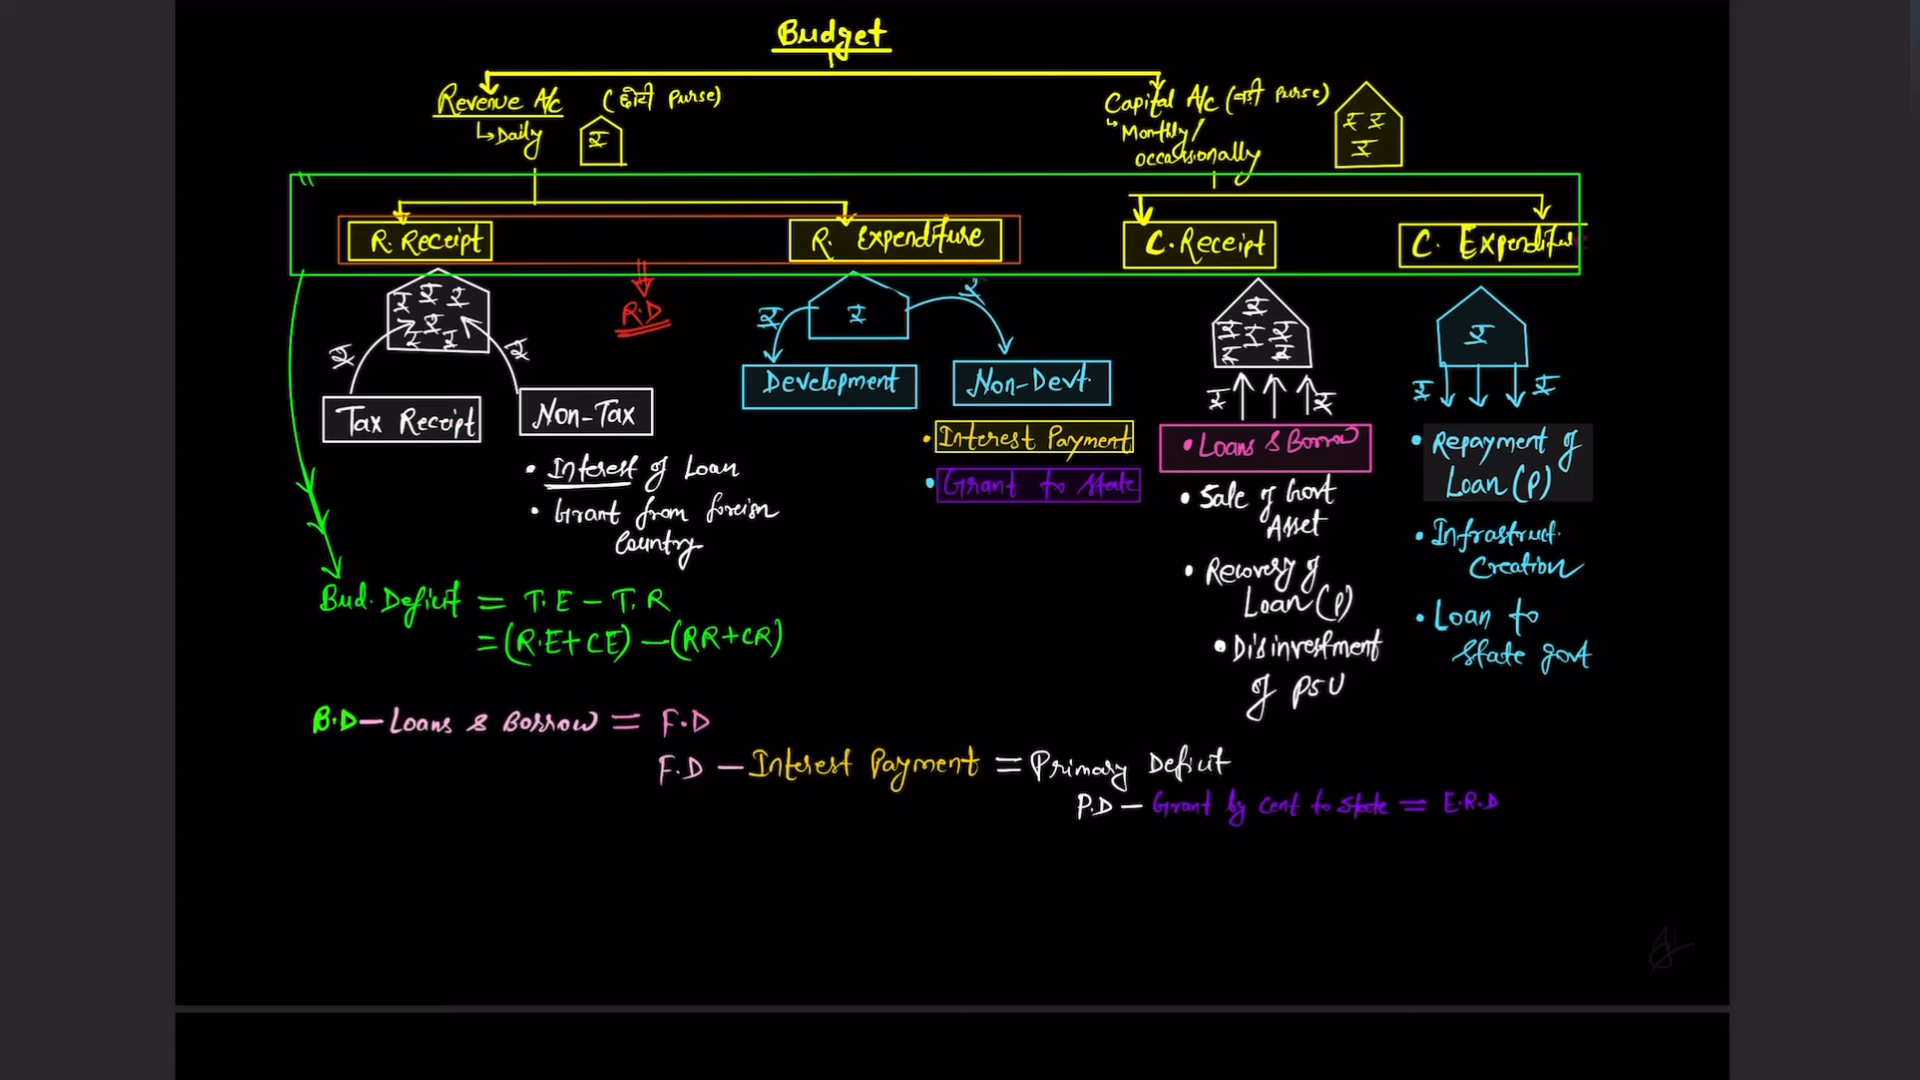 Budget
Revenue A/c (छोटी Purse)
↳ Daily
₹
Capital A/c (बड़ी Purse)
↳ Monthly/
occassionally
₹ ₹
₹
R. Receipt
R. Expenditure
C. Receipt
C. Expenditur
₹ ₹ ₹
₹
₹ ₹
₹ ₹
R.D
₹ ₹ ₹
₹
₹ ₹ ₹
₹ ₹
₹ ₹
₹
₹ ₹
Tax Receipt
Non-Tax
• Interest of Loan
• Grant from foreign
Country
Development
Non-Devt.
• Interest Payment
• Grant to State
• Loans & Borrow
• Sale of Govt
Asset
• Recovery of
Loan (P)
• Disinvestment
of PSU
• Repayment of
Loan (P)
• Infrastruct.
Creation
• Loan to
State govt
Bud. Deficit = T.E – T.R
= (R.E + CE) – (RR + CR)
B.D – Loans & Borrow = F.D
F.D – Interest Payment = Primary Deficit
P.D – Grant by Cent to State = E.R.D